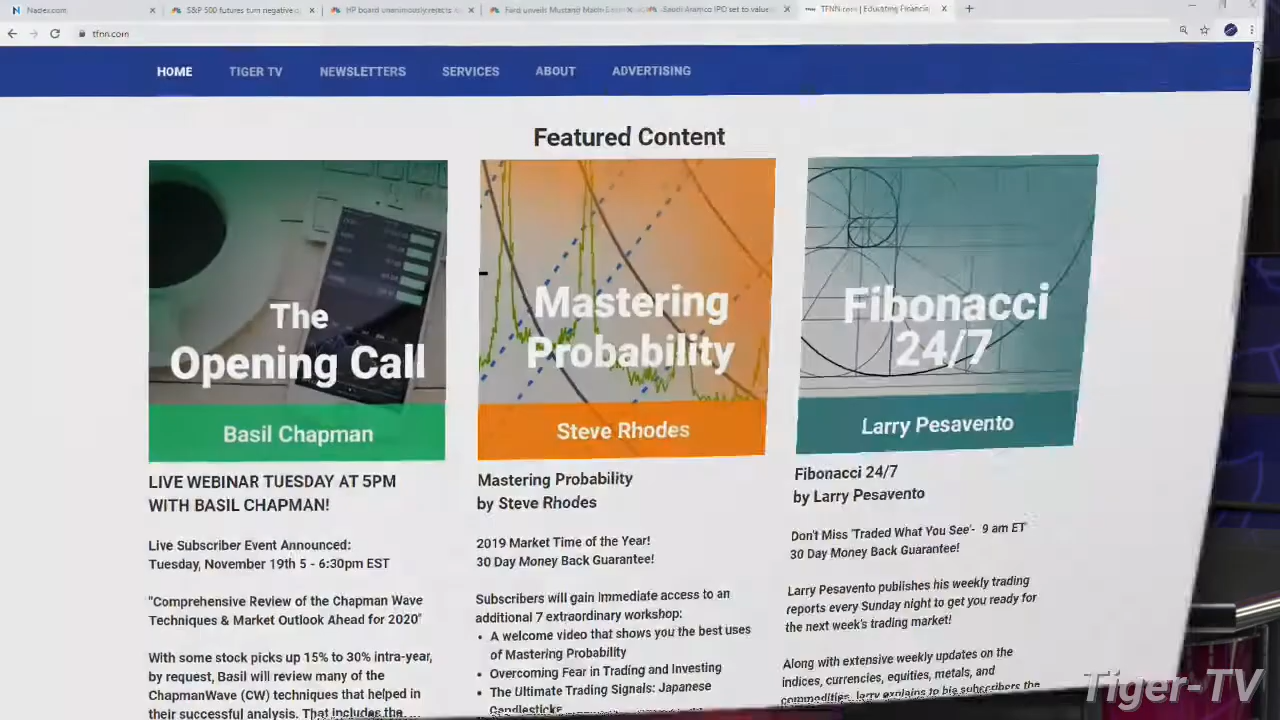 Nadex.com
S&P 500 futures turn negative
HP board unanimously rejects
Ford unveils Mustang Mach-E
Saudi Aramco IPO set to value
TFNN.com | Educating Financia
tfnn.com
HOME TIGER TV NEWSLETTERS SERVICES ABOUT ADVERTISING
Featured Content
The
Opening Call
Basil Chapman
LIVE WEBINAR TUESDAY AT 5PM
WITH BASIL CHAPMAN!
Live Subscriber Event Announced:
Tuesday, November 19th 5 - 6:30pm EST
"Comprehensive Review of the Chapman Wave
Techniques & Market Outlook Ahead for 2020"
With some stock picks up 15% to 30% intra-year,
by request, Basil will review many of the
ChapmanWave (CW) techniques that helped in
their successful analysis. That includes the
Mastering
Probability
Steve Rhodes
Mastering Probability
by Steve Rhodes
2019 Market Time of the Year!
30 Day Money Back Guarantee!
Subscribers will gain immediate access to an
additional 7 extraordinary workshop:
• A welcome video that shows you the best uses
of Mastering Probability
• Overcoming Fear in Trading and Investing
• The Ultimate Trading Signals: Japanese
Candlesticks
Fibonacci
24/7
Larry Pesavento
Fibonacci 24/7
by Larry Pesavento
Don't Miss 'Traded What You See'- 9 am ET
30 Day Money Back Guarantee!
Larry Pesavento publishes his weekly trading
reports every Sunday night to get you ready for
the next week's trading market!
Along with extensive weekly updates on the
indices, currencies, equities, metals, and
commodities, larry explains to his subscribers the
Tiger-TV